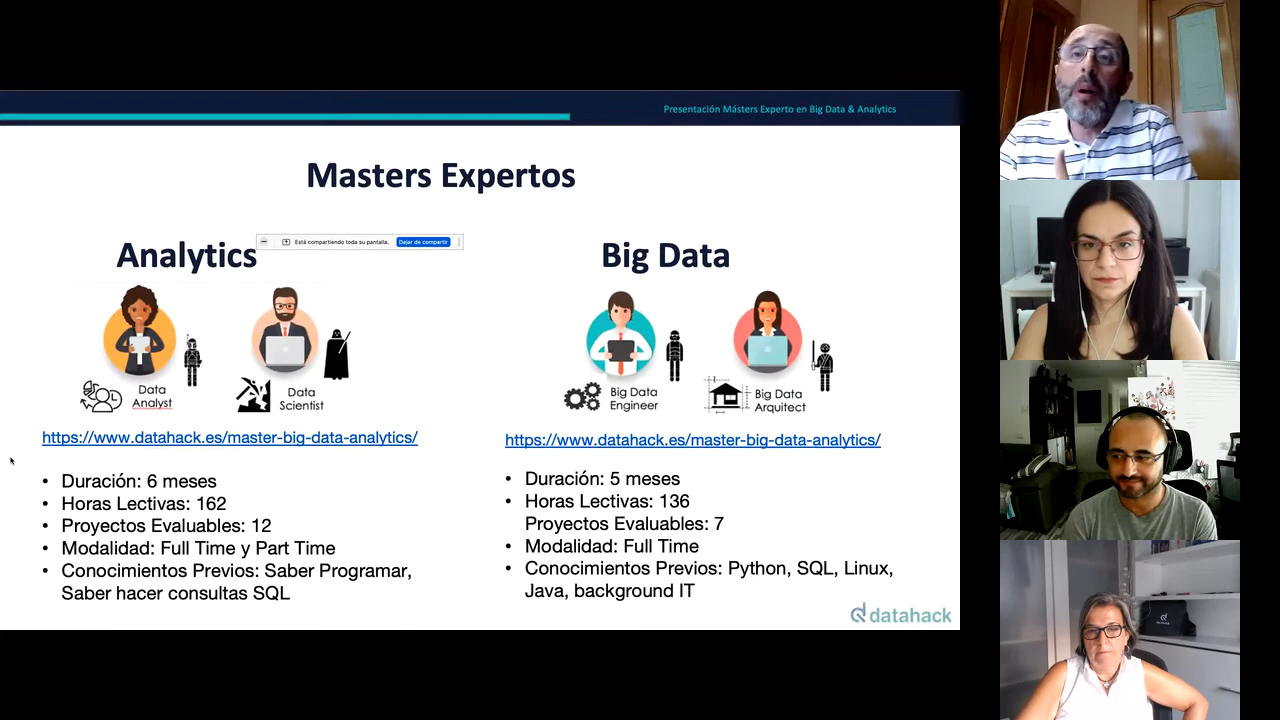 Presentación Másters Experto en Big Data & Analytics
Masters Expertos
Analytics
Está compartiendo toda su pantalla.
Dejar de compartir
Big Data
Data
Analyst
Data
Scientist
Big Data
Engineer
Big Data
Arquitect
https://www.datahack.es/master-big-data-analytics/
• Duración: 6 meses
• Horas Lectivas: 162
• Proyectos Evaluables: 12
• Modalidad: Full Time y Part Time
• Conocimientos Previos: Saber Programar,
Saber hacer consultas SQL
https://www.datahack.es/master-big-data-analytics/
• Duración: 5 meses
• Horas Lectivas: 136
Proyectos Evaluables: 7
• Modalidad: Full Time
• Conocimientos Previos: Python, SQL, Linux,
Java, background IT
datahack